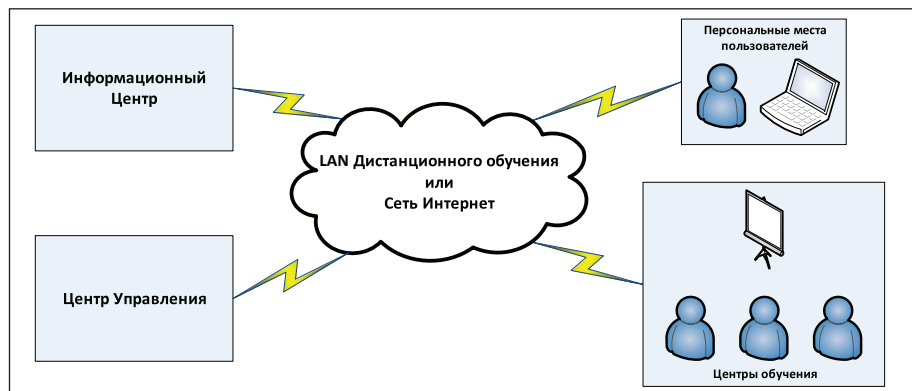 Информационный
Центр
Персональные места
пользователей
LAN Дистанционного обучения
или
Сеть Интернет
Центр Управления
Центры обучения